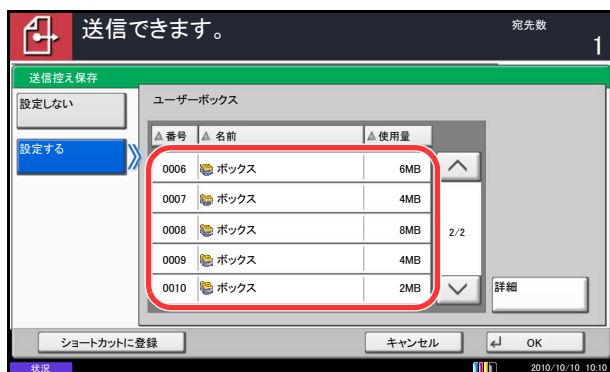 送信できます。
宛先数
1
送信控え保存
設定しない
設定する
ユーザーボックス
番号 名前 使用量
0006 ボックス 6MB
0007 ボックス 4MB
0008 ボックス 8MB
0009 ボックス 4MB
0010 ボックス 2MB
2/2
詳細
ショートカットに登録
キャンセル
OK
状況
2010/10/10 10:10